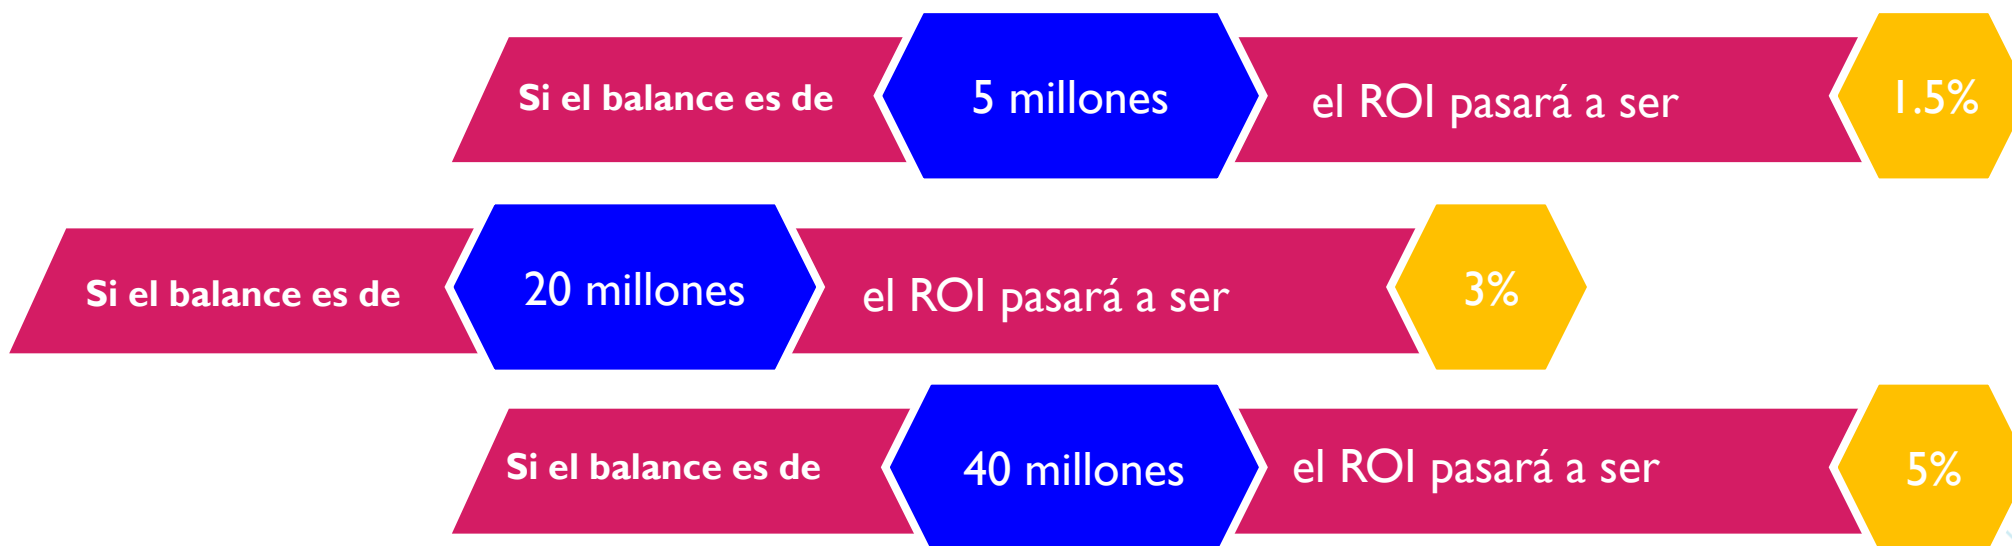 Si el balance es de 5 millones el ROI pasará a ser 1.5%
Si el balance es de 20 millones el ROI pasará a ser 3%
Si el balance es de 40 millones el ROI pasará a ser 5%